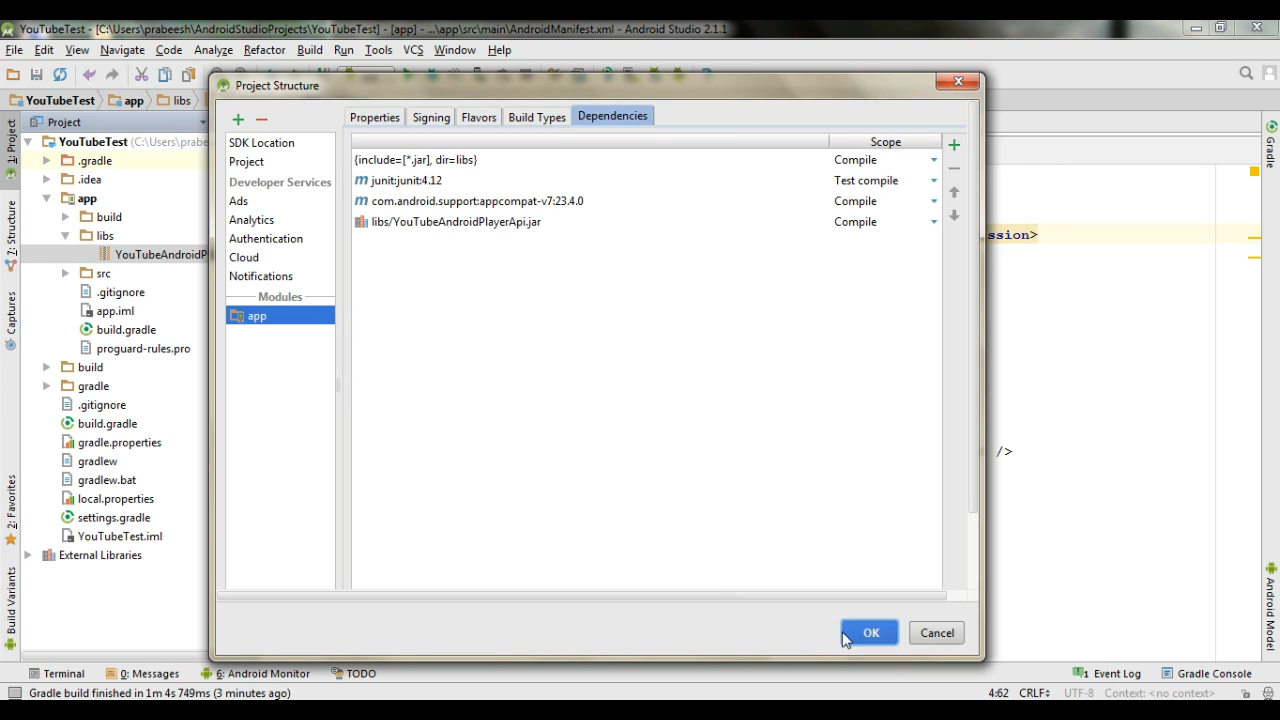 YouTubeTest - [C:\Users\prabeesh\AndroidStudioProjects\YouTubeTest] - [app] - ...\app\src\main\AndroidManifest.xml - Android Studio 2.1.1
File Edit View Navigate Code Analyze Refactor Build Run Tools VCS Window Help
YouTubeTest app libs
Project Structure
1: Project
7: Structure
Captures
2: Favorites
Build Variants
Project
YouTubeTest (C:\Users\prabe
.gradle
.idea
app
build
libs
YouTubeAndroidP
src
.gitignore
app.iml
build.gradle
proguard-rules.pro
build
gradle
.gitignore
build.gradle
gradle.properties
gradlew
gradlew.bat
local.properties
settings.gradle
YouTubeTest.iml
External Libraries
SDK Location
Project
Developer Services
Ads
Analytics
Authentication
Cloud
Notifications
Modules
app
Properties Signing Flavors Build Types Dependencies
Scope
{include=[*.jar], dir=libs} Compile
m junit:junit:4.12 Test compile
m com.android.support:appcompat-v7:23.4.0 Compile
libs/YouTubeAndroidPlayerApi.jar Compile
OK Cancel
ssion>
/>
Gradle
Android Model
Terminal 0: Messages 6: Android Monitor TODO 1 Event Log Gradle Console
Gradle build finished in 1m 4s 749ms (3 minutes ago) 4:62 CRLF UTF-8 Context: <no context>